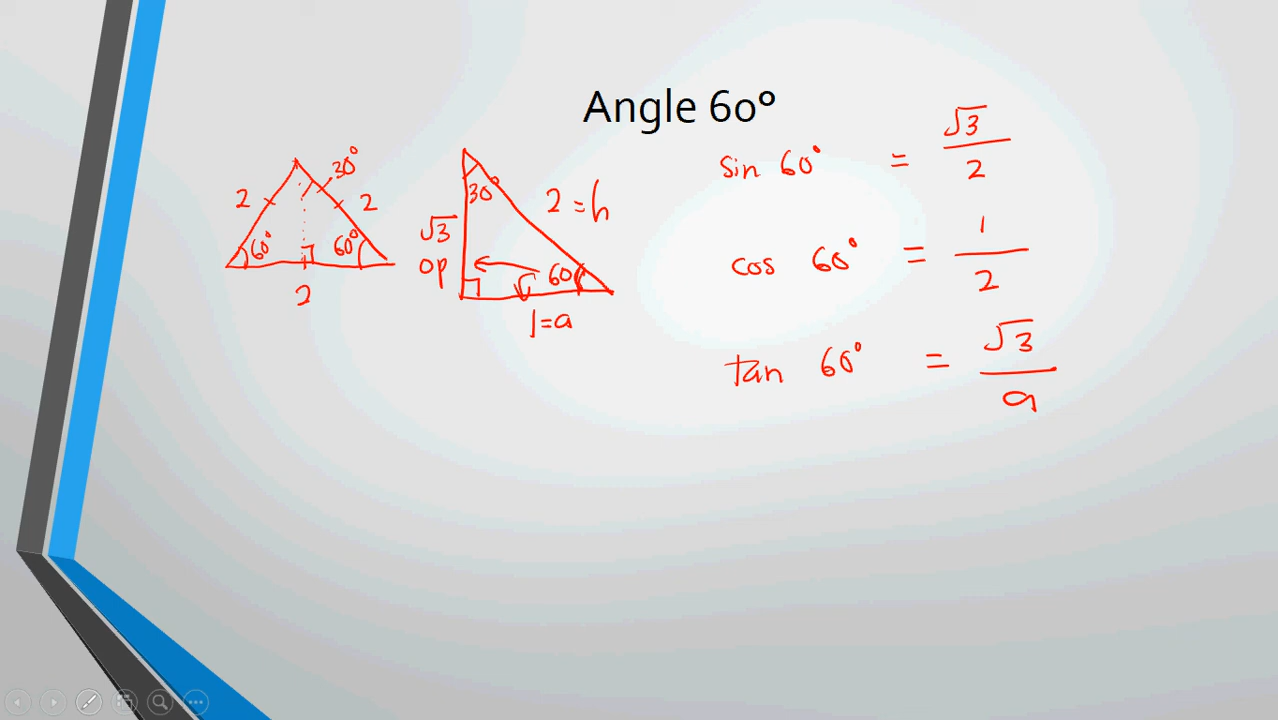 Angle 60°
30°
2
2
60°
60°
2
30°
2 = h
√3
op
60
1 = a
sin 60° = √3/2
cos 60° = 1/2
tan 60° = √3/a